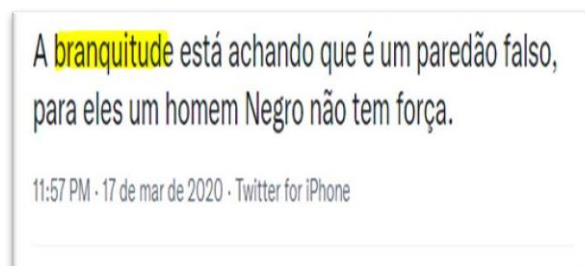 A branquitude está achando que é um paredão falso,
para eles um homem Negro não tem força.
11:57 PM · 17 de mar de 2020 · Twitter for iPhone